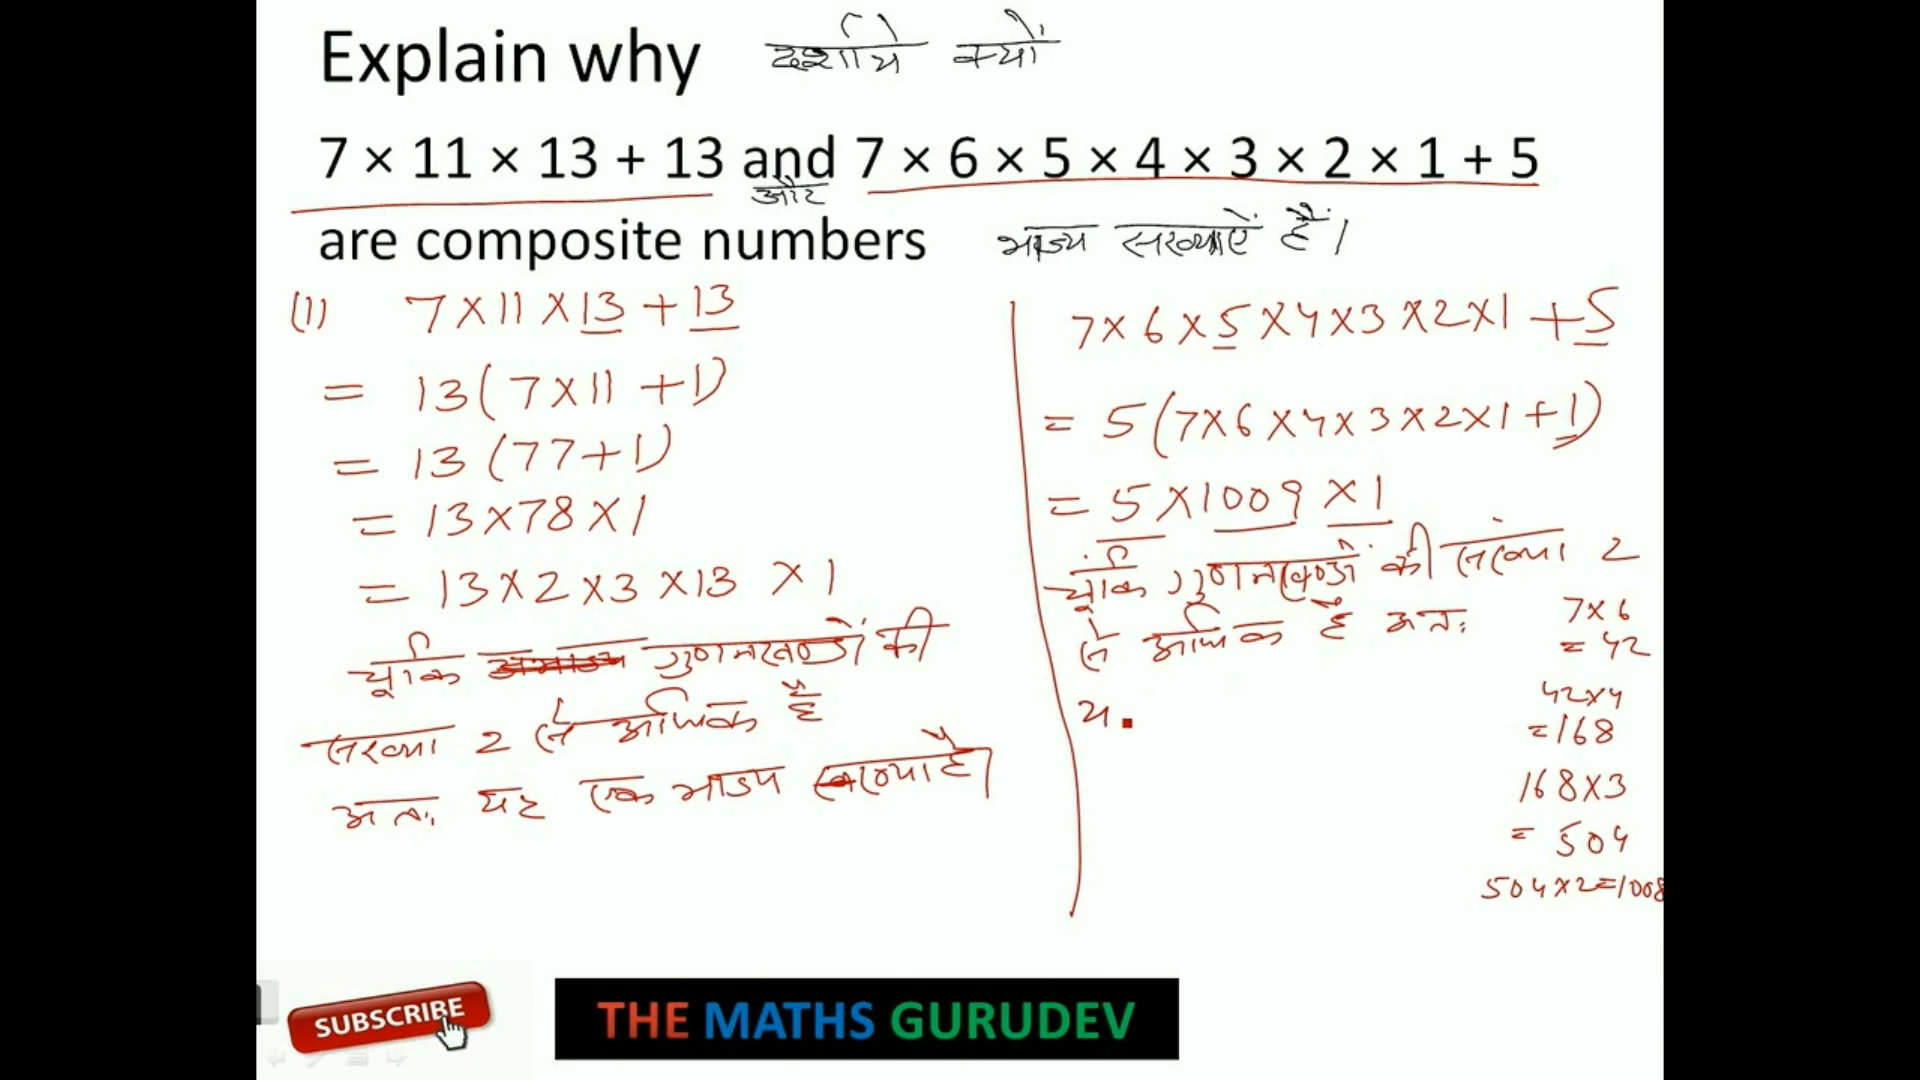 Explain why दर्शाये क्यों
7 × 11 × 13 + 13 and 7 × 6 × 5 × 4 × 3 × 2 × 1 + 5
और
are composite numbers भाज्य संख्याऐं हैं।
(1) 7 × 11 × 13 + 13
= 13 (7 × 11 + 1)
= 13 (77 + 1)
= 13 × 78 × 1
= 13 × 2 × 3 × 13 × 1
चूंकि गुणनखण्डों की
संख्या 2 से अधिक है
अतः यह एक भाज्य संख्या है।
7 × 6 × 5 × 4 × 3 × 2 × 1 + 5
= 5 (7 × 6 × 4 × 3 × 2 × 1 + 1)
= 5 × 1009 × 1
चूंकि गुणनखण्डों की संख्या 2
से अधिक है अतः
य
7 × 6
= 42
42 × 4
= 168
168 × 3
= 504
504 × 2 = 1008
SUBSCRIBE
THE MATHS GURUDEV